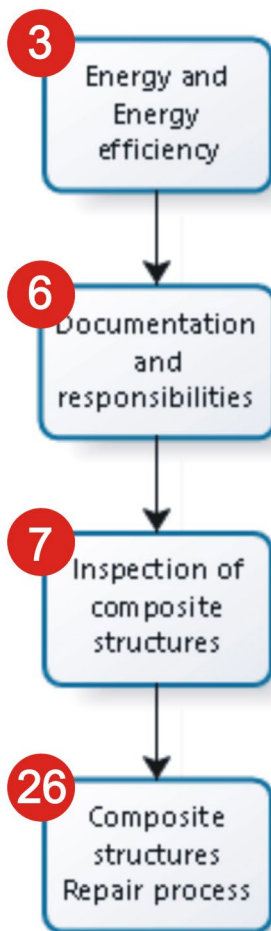 3
Energy and
Energy
efficiency
6
Documentation
and
responsibilities
7
Inspection of
composite
structures
26
Composite
structures
Repair process